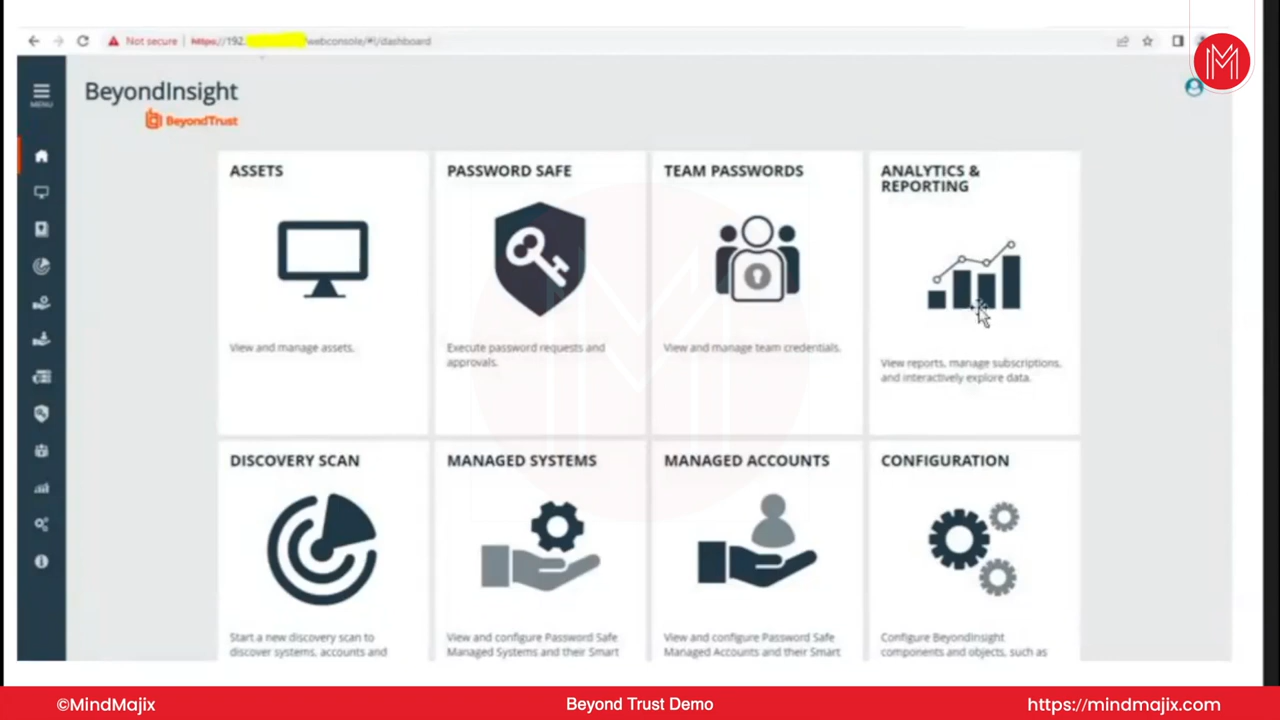 Not secure
https://192.
/webconsole/#!/dashboard
MENU
BeyondInsight
BeyondTrust
ASSETS
PASSWORD SAFE
TEAM PASSWORDS
ANALYTICS &
REPORTING
View and manage assets.
Execute password requests and
approvals.
View and manage team credentials.
View reports, manage subscriptions,
and interactively explore data.
DISCOVERY SCAN
MANAGED SYSTEMS
MANAGED ACCOUNTS
CONFIGURATION
Start a new discovery scan to
discover systems, accounts and
View and configure Password Safe
Managed Systems and their Smart
View and configure Password Safe
Managed Accounts and their Smart
Configure BeyondInsight
components and objects, such as
©MindMajix
Beyond Trust Demo
https://mindmajix.com